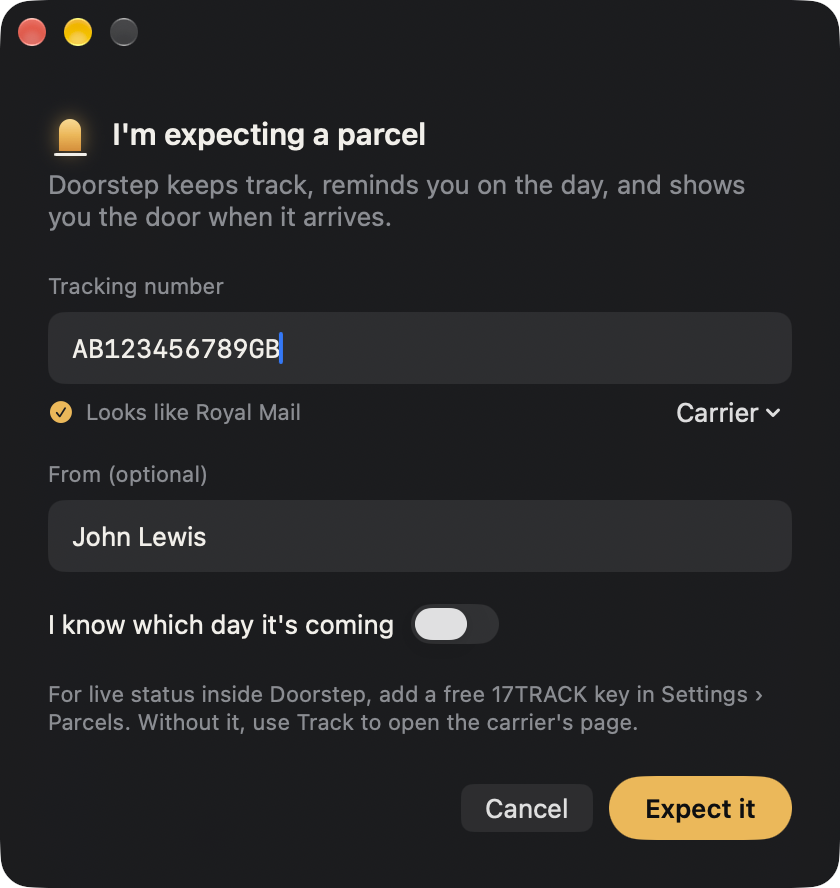 I'm expecting a parcel
Doorstep keeps track, reminds you on the day, and shows
you the door when it arrives.
Tracking number
AB123456789GB
Looks like Royal Mail
Carrier
From (optional)
John Lewis
I know which day it's coming
For live status inside Doorstep, add a free 17TRACK key in Settings ›
Parcels. Without it, use Track to open the carrier's page.
Cancel
Expect it